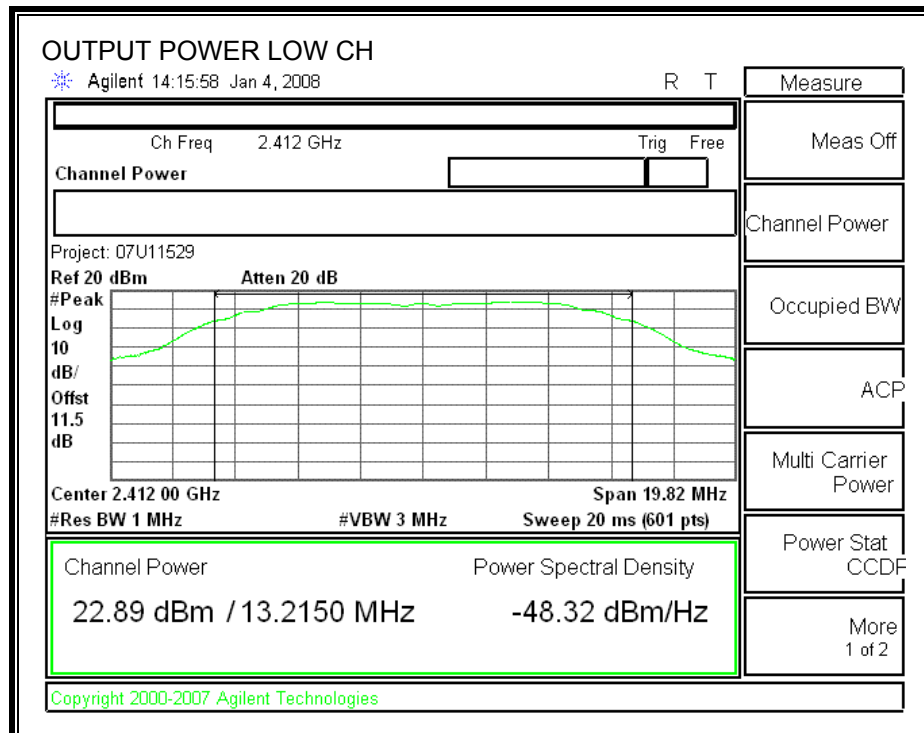 OUTPUT POWER LOW CH
Agilent 14:15:58 Jan 4, 2008 R T
Measure
Ch Freq 2.412 GHz Trig Free
Meas Off
Channel Power
Channel Power
Project: 07U11529
Ref 20 dBm Atten 20 dB
#Peak
Log
10
dB/
Offst
11.5
dB
Occupied BW
ACP
Center 2.412 00 GHz Span 19.82 MHz
#Res BW 1 MHz #VBW 3 MHz Sweep 20 ms (601 pts)
Multi Carrier
Power
Channel Power Power Spectral Density
22.89 dBm / 13.2150 MHz -48.32 dBm/Hz
Power Stat
CCDF
More
1 of 2
Copyright 2000-2007 Agilent Technologies